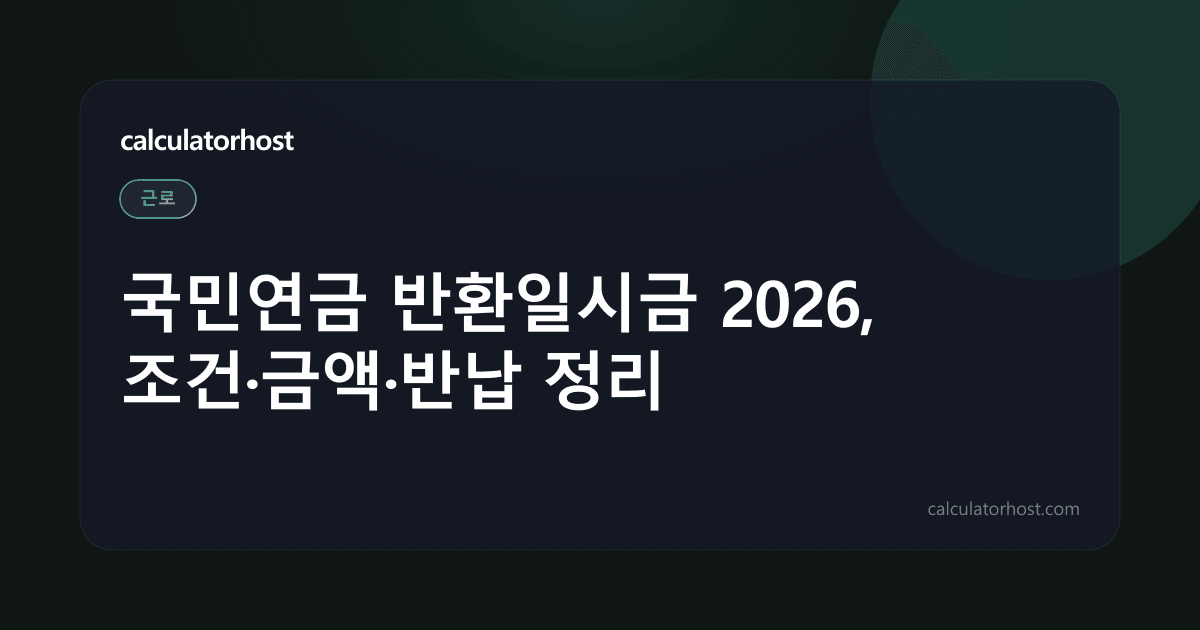 calculatorhost
근로
국민연금 반환일시금 2026,
조건·금액·반납 정리
calculatorhost.com